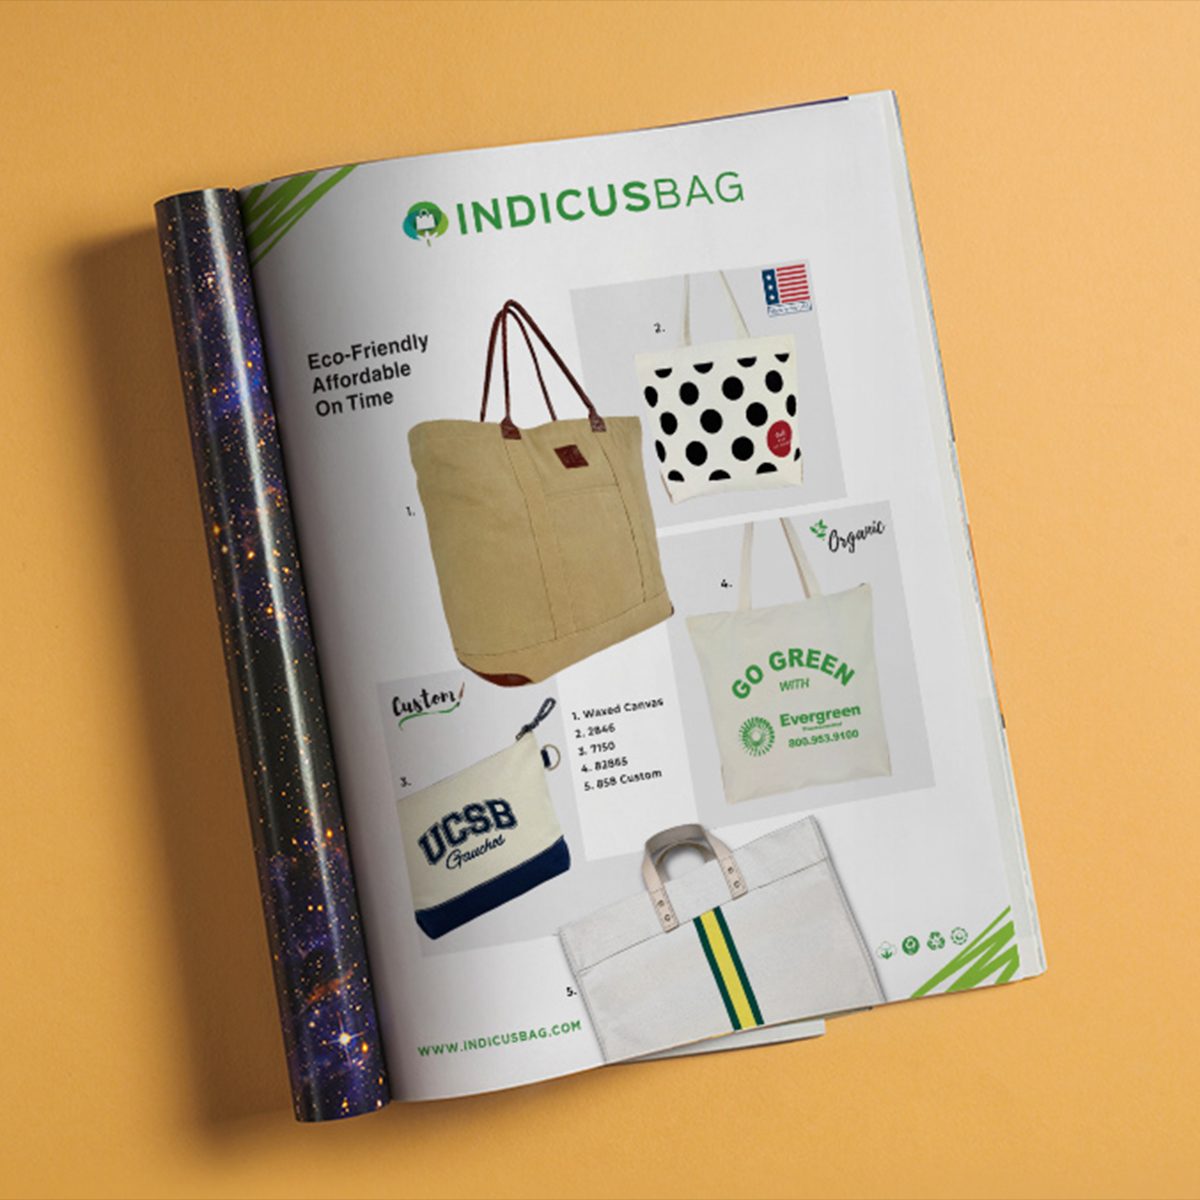 INDICUSBAG
Eco-Friendly
Affordable
On Time
2.
1.
Organic
4.
GO GREEN
WITH
Evergreen
800.953.9100
Custom
1. Waxed Canvas
2. 2846
3. 7150
4. 82865
5. 858 Custom
3.
UCSB
Gauchos
5.
WWW.INDICUSBAG.COM